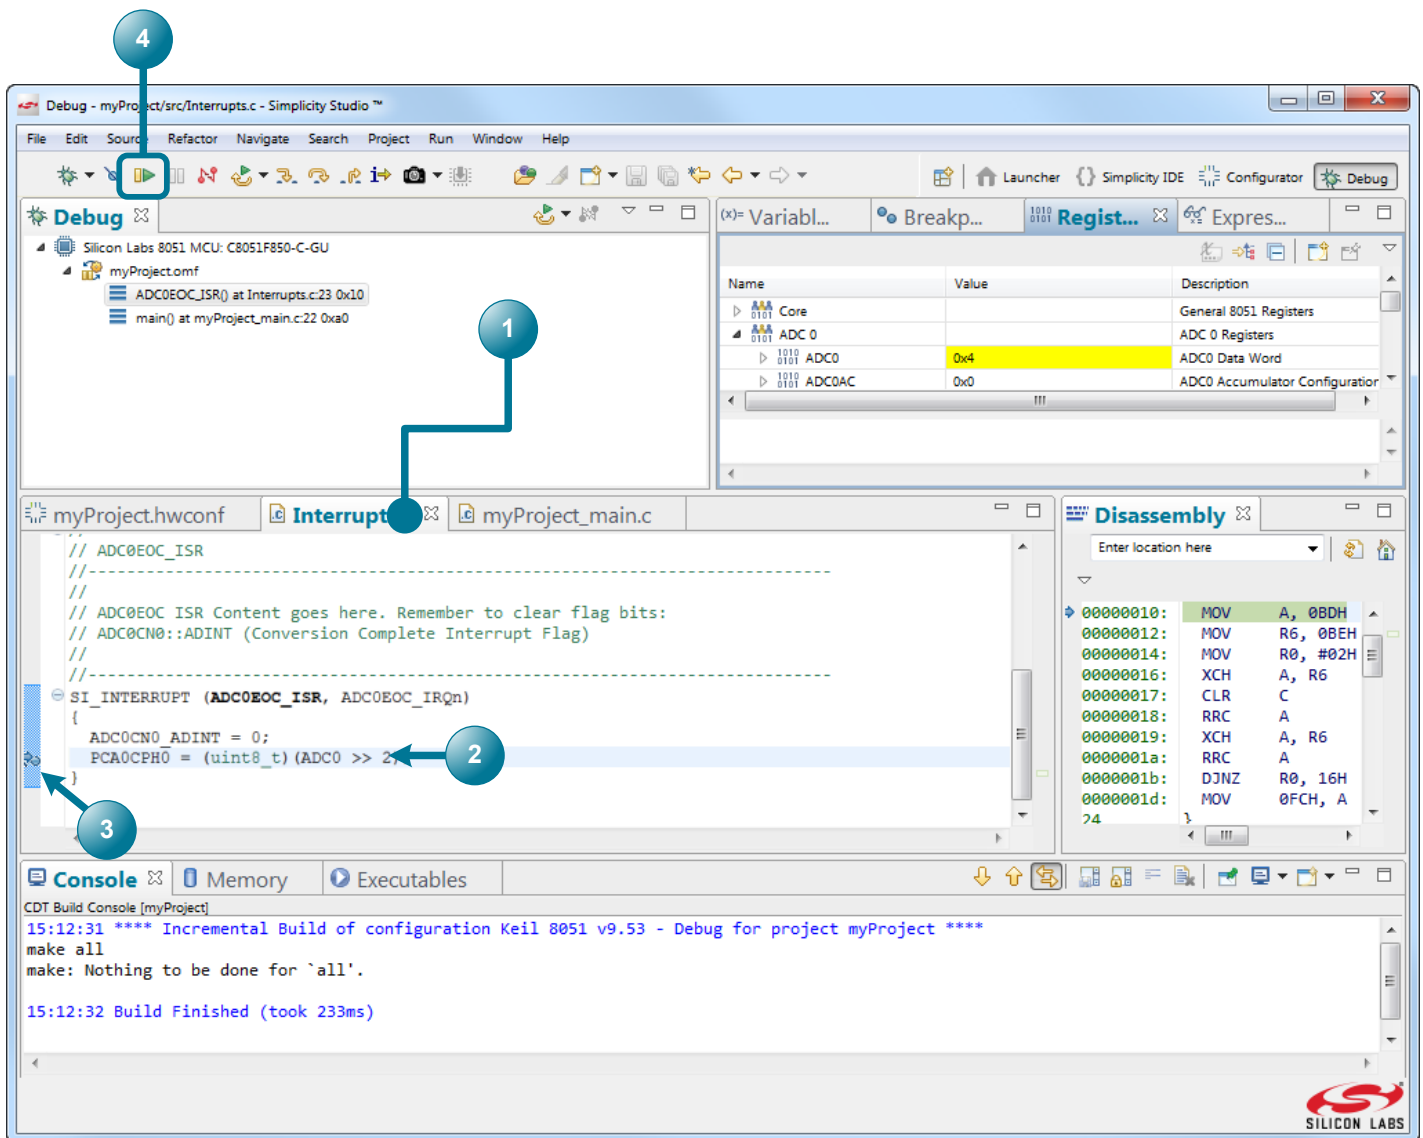 4
Debug - myProject/src/Interrupts.c - Simplicity Studio ™
File Edit Source Refactor Navigate Search Project Run Window Help
Launcher Simplicity IDE Configurator Debug
Debug
Silicon Labs 8051 MCU: C8051F850-C-GU
myProject.omf
ADC0EOC_ISR() at Interrupts.c:23 0x10
main() at myProject_main.c:22 0xa0
1
(x)= Variabl... Breakp... Regist... Expres...
Name Value Description
Core General 8051 Registers
ADC 0 ADC 0 Registers
ADC0 0x4 ADC0 Data Word
ADC0AC 0x0 ADC0 Accumulator Configuration
myProject.hwconf Interrupt myProject_main.c
//
// ADC0EOC_ISR
//-----------------------------------------------------------------------------
//
// ADC0EOC ISR Content goes here. Remember to clear flag bits:
// ADC0CN0::ADINT (Conversion Complete Interrupt Flag)
//
//-----------------------------------------------------------------------------
SI_INTERRUPT (ADC0EOC_ISR, ADC0EOC_IRQn)
{
ADC0CN0_ADINT = 0;
PCA0CPH0 = (uint8_t)(ADC0 >> 2)
}
2
3
Disassembly
Enter location here
00000010: MOV A, 0BDH
00000012: MOV R6, 0BEH
00000014: MOV R0, #02H
00000016: XCH A, R6
00000017: CLR C
00000018: RRC A
00000019: XCH A, R6
0000001a: RRC A
0000001b: DJNZ R0, 16H
0000001d: MOV 0FCH, A
24 }
Console Memory Executables
CDT Build Console [myProject]
15:12:31 **** Incremental Build of configuration Keil 8051 v9.53 - Debug for project myProject ****
make all
make: Nothing to be done for `all'.
15:12:32 Build Finished (took 233ms)
SILICON LABS